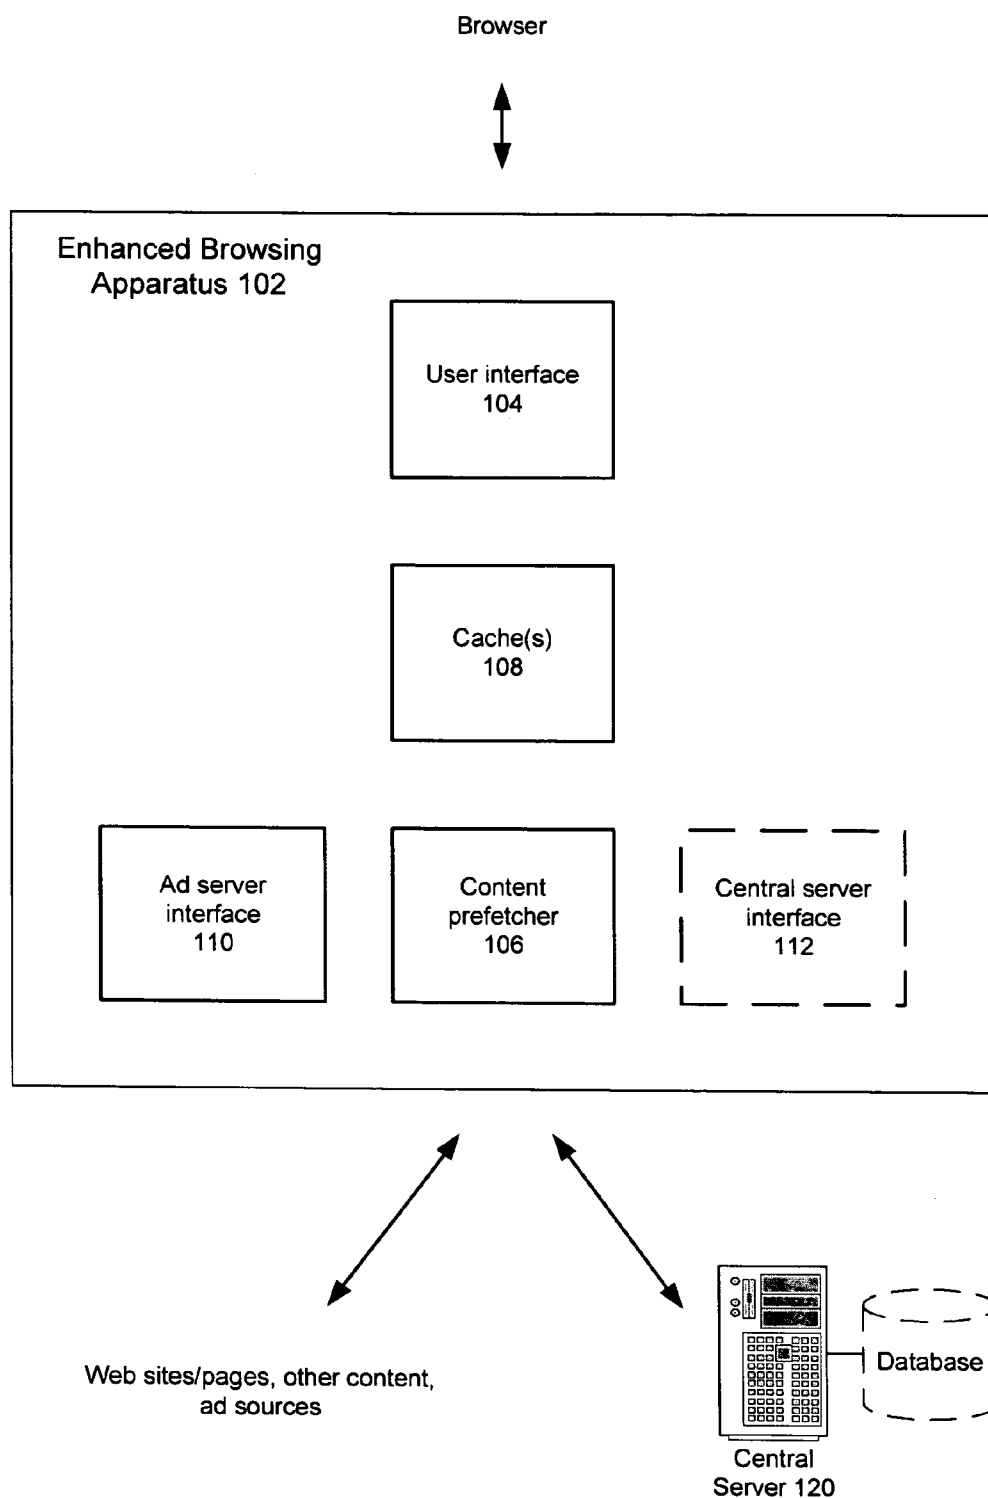 Browser
Enhanced Browsing
Apparatus 102
User interface
104
Cache(s)
108
Ad server
interface
110
Content
prefetcher
106
Central server
interface
112
Web sites/pages, other content,
ad sources
Database
Central
Server 120